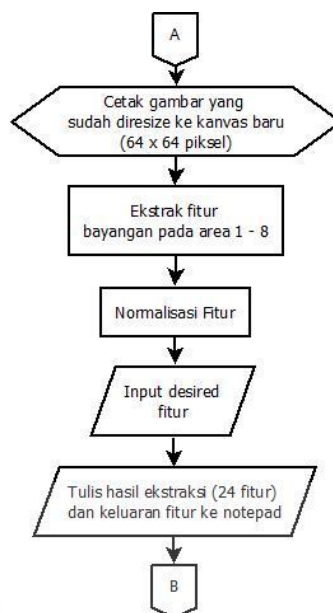 A
Cetak gambar yang
sudah diresize ke kanvas baru
(64 x 64 piksel)
Ekstrak fitur
bayangan pada area 1 - 8
Normalisasi Fitur
Input desired
fitur
Tulis hasil ekstraksi (24 fitur)
dan keluaran fitur ke notepad
B